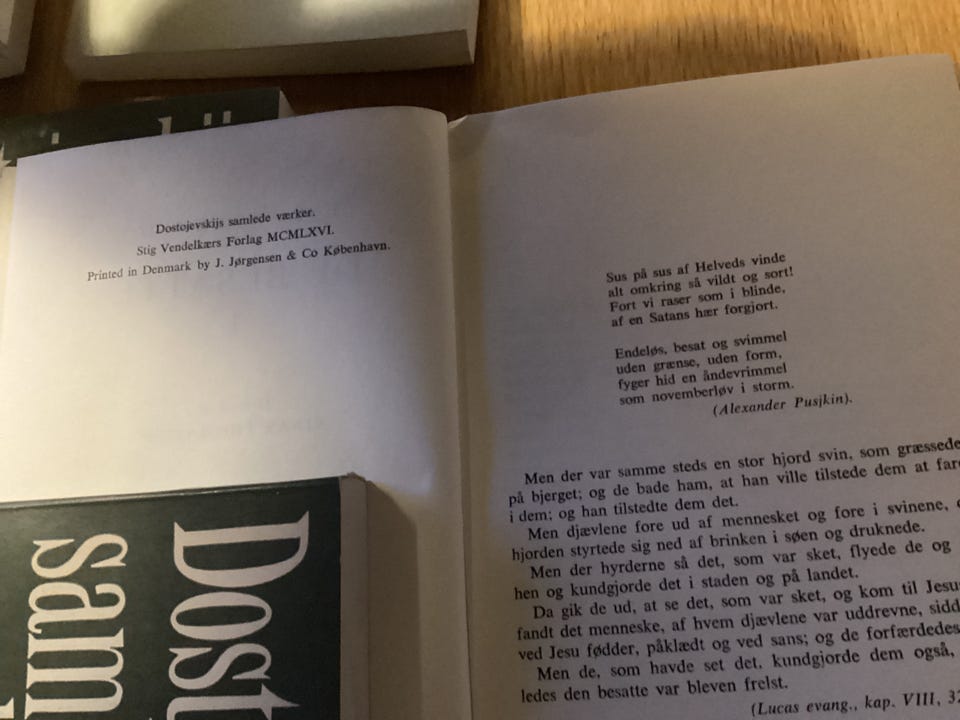 Dostojevskijs samlede værker.
Stig Vendelkærs Forlag MCMLXVI.
Printed in Denmark by J. Jørgensen & Co København.
Sus på sus af Helveds vinde
alt omkring så vildt og sort!
Fort vi raser som i blinde,
af en Satans hær forgjort.
Endeløs, besat og svimmel
uden grænse, uden form,
fyger hid en åndevrimmel
som novemberløv i storm.
(Alexander Pusjkin).
Men der var samme steds en stor hjord svin, som græssede
på bjerget; og de bade ham, at han ville tilstede dem at fare
i dem; og han tilstedte dem det.
Men djævlene fore ud af mennesket og fore i svinene,
hjorden styrtede sig ned af brinken i søen og druknede.
Men der hyrderne så det, som var sket, flyede de og
hen og kundgjorde det i staden og på landet.
Da gik de ud, at se det, som var sket, og kom til Jesus
fandt det menneske, af hvem djævlene var uddrevne, sidd
ved Jesu fødder, påklædt og ved sans; og de forfærdedes
Men de, som havde set det, kundgjorde dem også,
ledes den besatte var bleven frelst.
(Lucas evang., kap. VIII, 32
Dost
sam